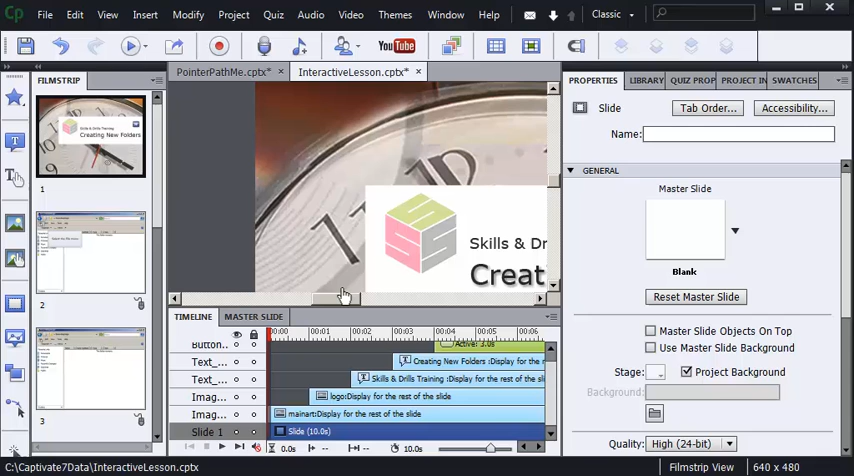 Cp File Edit View Insert Modify Project Quiz Audio Video Themes Window Help Classic
You Tube
FILMSTRIP
PointerPathMe.cptx* × InteractiveLesson.cptx* ×
PROPERTIES LIBRARY QUIZ PROP PROJECT IN SWATCHES
Slide Tab Order... Accessibility...
Name:
GENERAL
Master Slide
Blank
Reset Master Slide
Master Slide Objects On Top
Use Master Slide Background
Stage: Project Background
Background:
Quality: High (24-bit)
Skills & Drills Training
Creating New Folders
1
2
3
Skills & Dr
Creat
TIMELINE MASTER SLIDE
00:00 00:01 00:02 00:03 00:04 00:05 00:06
Button... Active: 3.0s
Text_... Creating New Folders :Display for the r
Text_... Skills & Drills Training :Display for the rest of the sli
Imag... logo:Display for the rest of the slide
Imag... mainart:Display for the rest of the slide
Slide 1 Slide (10.0s)
0.0s -- -- 10.0s
C:\Captivate7Data\InteractiveLesson.cptx Filmstrip View 640 x 480